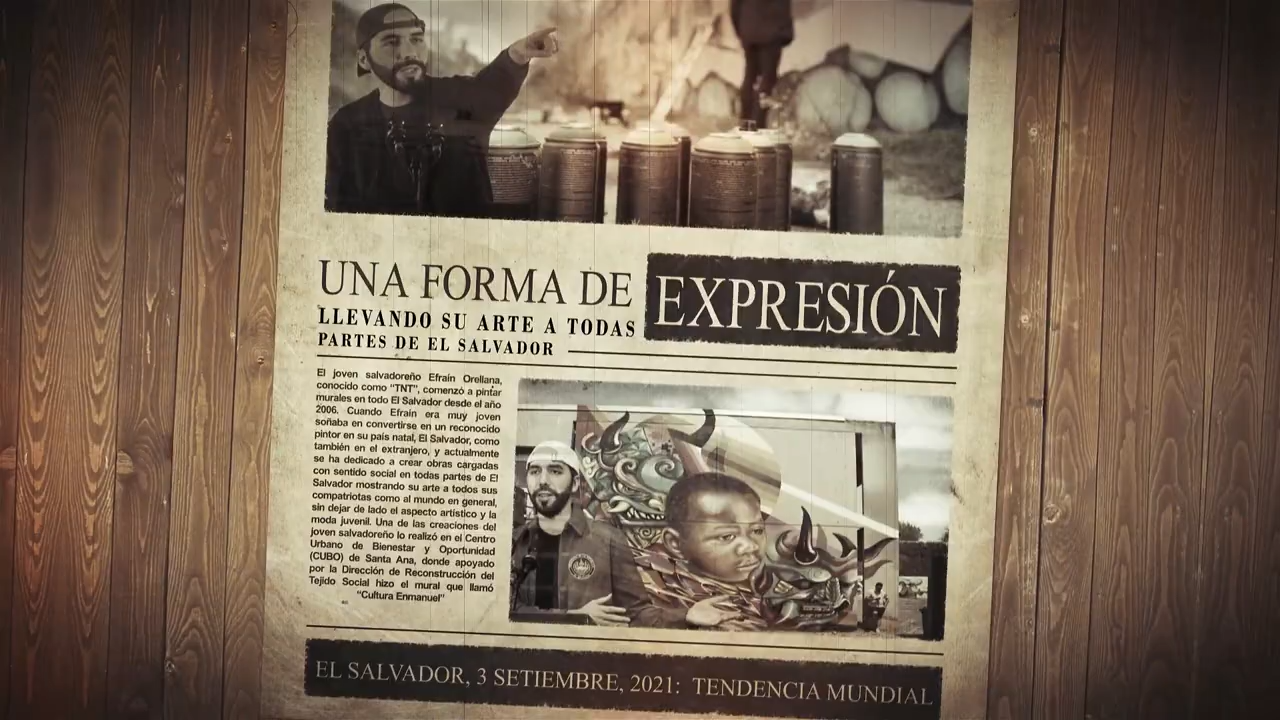 UNA FORMA DE EXPRESIÓN
LLEVANDO SU ARTE A TODAS
PARTES DE EL SALVADOR
El joven salvadoreño Efraín Orellana,
conocido como “TNT”, comenzó a pintar
murales en todo El Salvador desde el año
2006. Cuando Efraín era muy joven
soñaba en convertirse en un reconocido
pintor en su país natal, El Salvador, como
también en el extranjero, y actualmente
se ha dedicado a crear obras cargadas
con sentido social en todas partes de El
Salvador mostrando su arte a todos sus
compatriotas como al mundo en general,
sin dejar de lado el aspecto artístico y la
moda juvenil. Una de las creaciones del
joven salvadoreño lo realizó en el Centro
Urbano de Bienestar y Oportunidad
(CUBO) de Santa Ana, donde apoyado
por la Dirección de Reconstrucción del
Tejido Social hizo el mural que llamó
“Cultura Enmanuel”
EL SALVADOR, 3 SETIEMBRE, 2021: TENDENCIA MUNDIAL